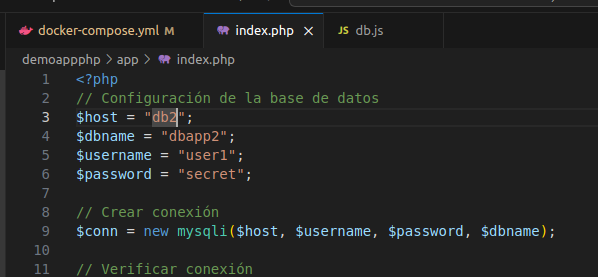 docker-compose.yml M index.php × JS db.js
demoappphp > app > index.php
1 <?php
2 // Configuración de la base de datos
3 $host = "db2";
4 $dbname = "dbapp2";
5 $username = "user1";
6 $password = "secret";
7
8 // Crear conexión
9 $conn = new mysqli($host, $username, $password, $dbname);
10
11 // Verificar conexión